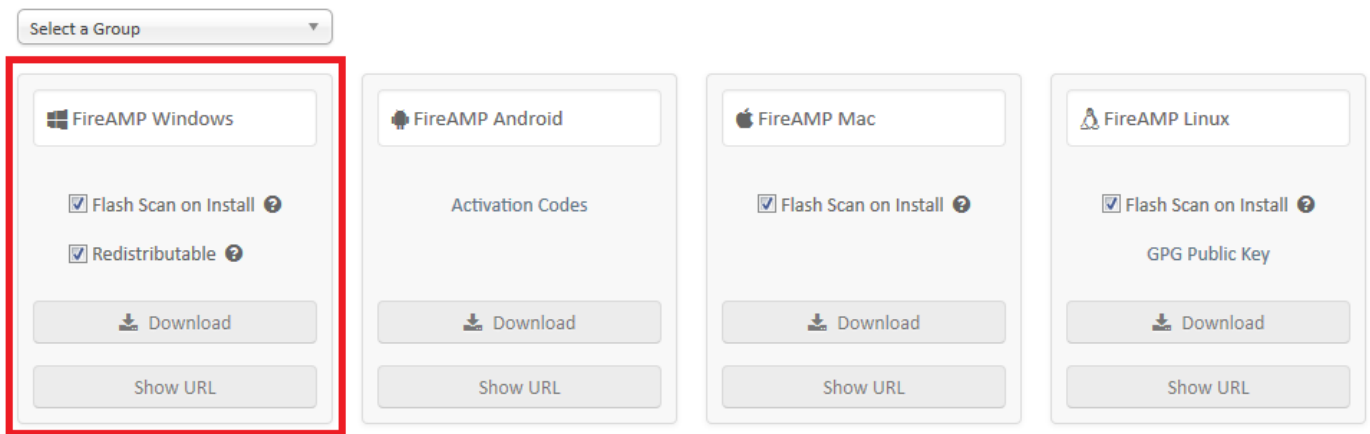 Select a Group
FireAMP Windows
Flash Scan on Install
Redistributable
Download
Show URL
FireAMP Android
Activation Codes
Download
Show URL
FireAMP Mac
Flash Scan on Install
Download
Show URL
FireAMP Linux
Flash Scan on Install
GPG Public Key
Download
Show URL